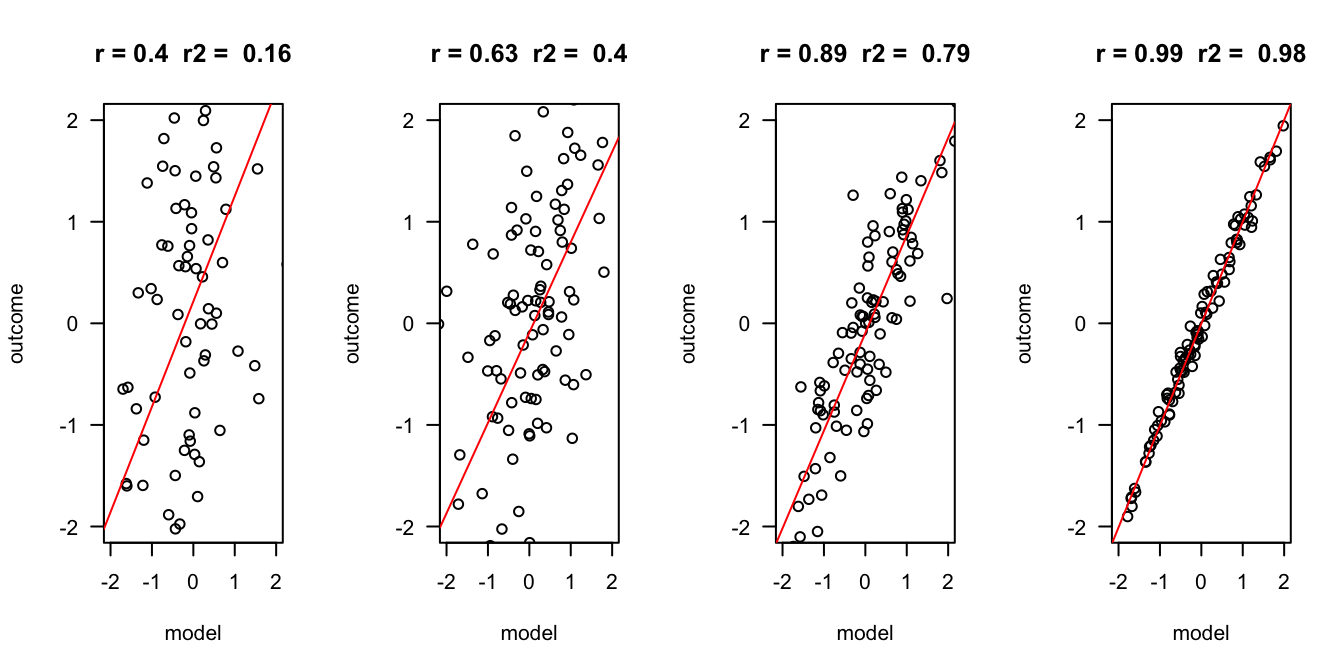 r = 0.4  r2 =  0.16
outcome
2
1
0
-1
-2
-2 -1 0 1 2
model
r = 0.63  r2 =  0.4
outcome
2
1
0
-1
-2
-2 -1 0 1 2
model
r = 0.89  r2 =  0.79
outcome
2
1
0
-1
-2
-2 -1 0 1 2
model
r = 0.99  r2 =  0.98
outcome
2
1
0
-1
-2
-2 -1 0 1 2
model